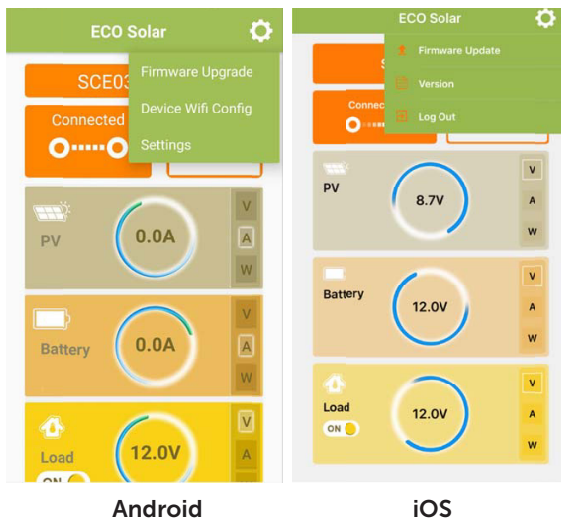 ECO Solar
Firmware Upgrade
Device Wifi Config
Settings
SCE03
Connected
PV
0.0A
V
A
W
Battery
0.0A
V
A
W
Load
ON
12.0V
V
A
Android
ECO Solar
Firmware Update
Version
Log Out
Connec
PV
8.7V
V
A
W
Battery
12.0V
V
A
W
Load
ON
12.0V
V
A
W
iOS